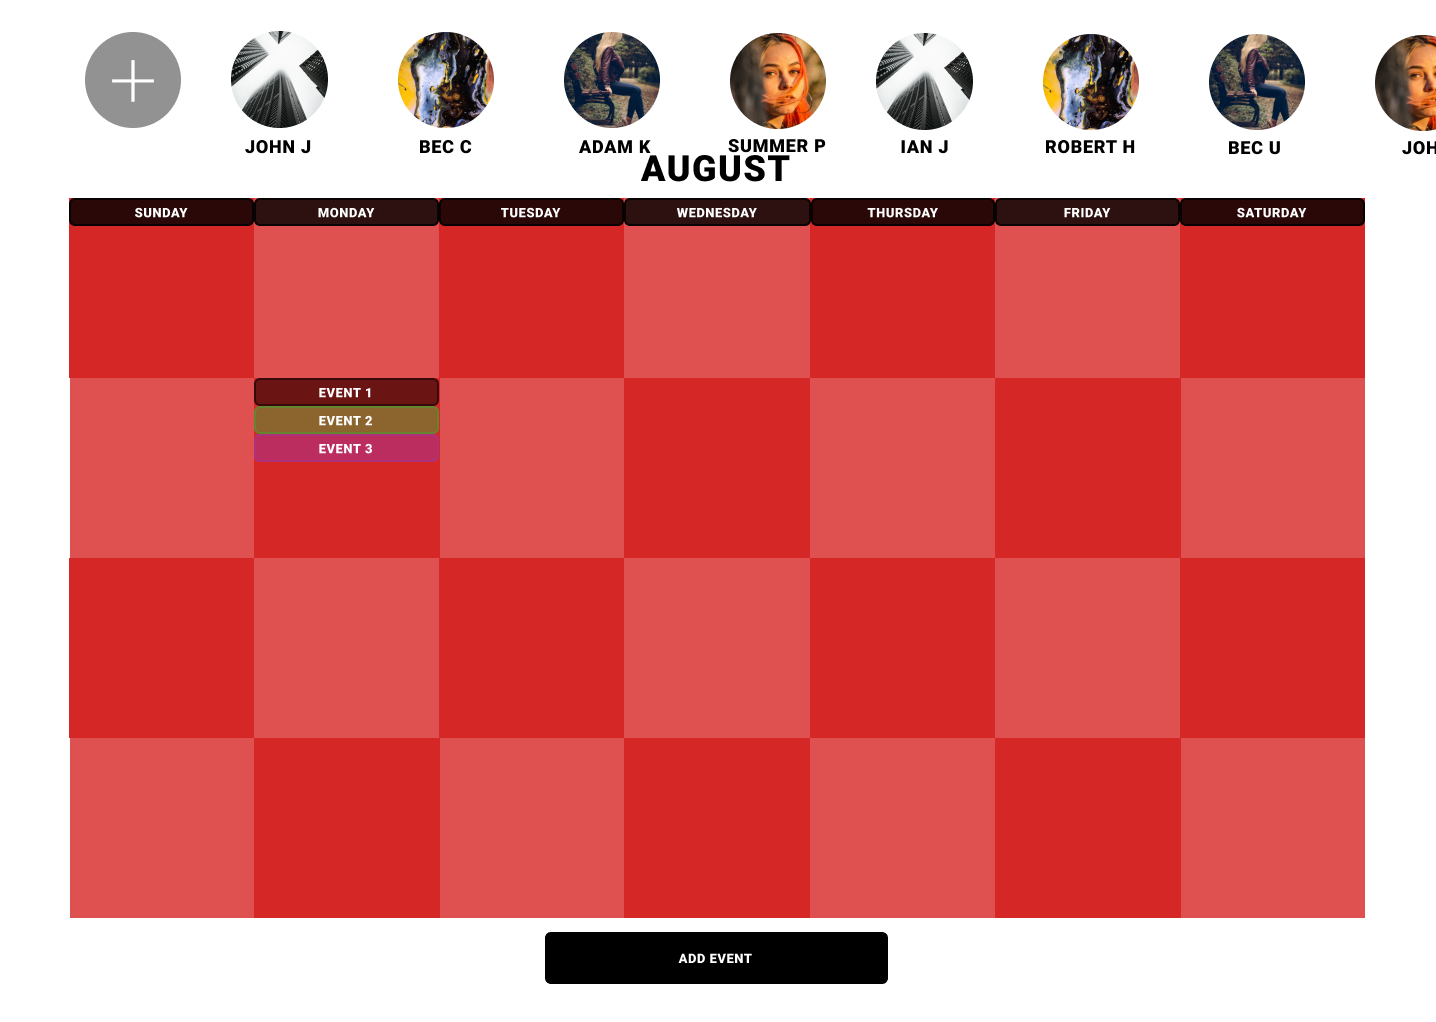 JOHN J
BEC C
ADAM K
SUMMER P
IAN J
ROBERT H
BEC U
JOH
AUGUST
SUNDAY
MONDAY
TUESDAY
WEDNESDAY
THURSDAY
FRIDAY
SATURDAY
EVENT 1
EVENT 2
EVENT 3
ADD EVENT